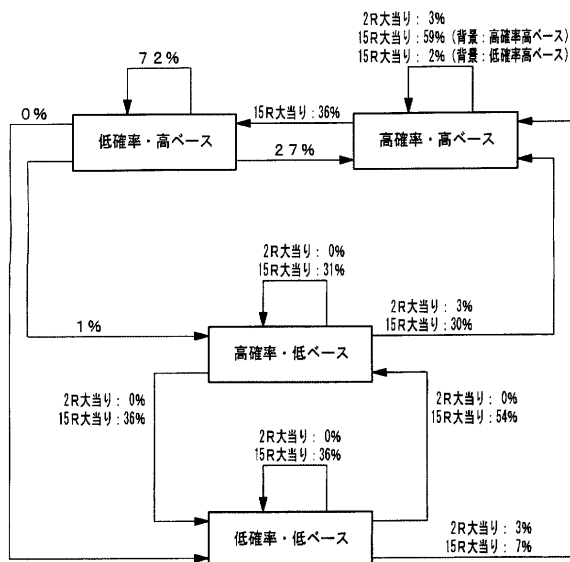 2R大当り: 3%
15R大当り: 59% (背景:高確率高ベース)
15R大当り: 2% (背景:低確率高ベース)
72%
0%
15R大当り: 36%
低確率・高ベース
高確率・高ベース
27%
2R大当り: 0%
15R大当り: 31%
1%
2R大当り: 3%
15R大当り: 30%
高確率・低ベース
2R大当り: 0%
15R大当り: 36%
2R大当り: 0%
15R大当り: 54%
2R大当り: 0%
15R大当り: 36%
低確率・低ベース
2R大当り: 3%
15R大当り: 7%